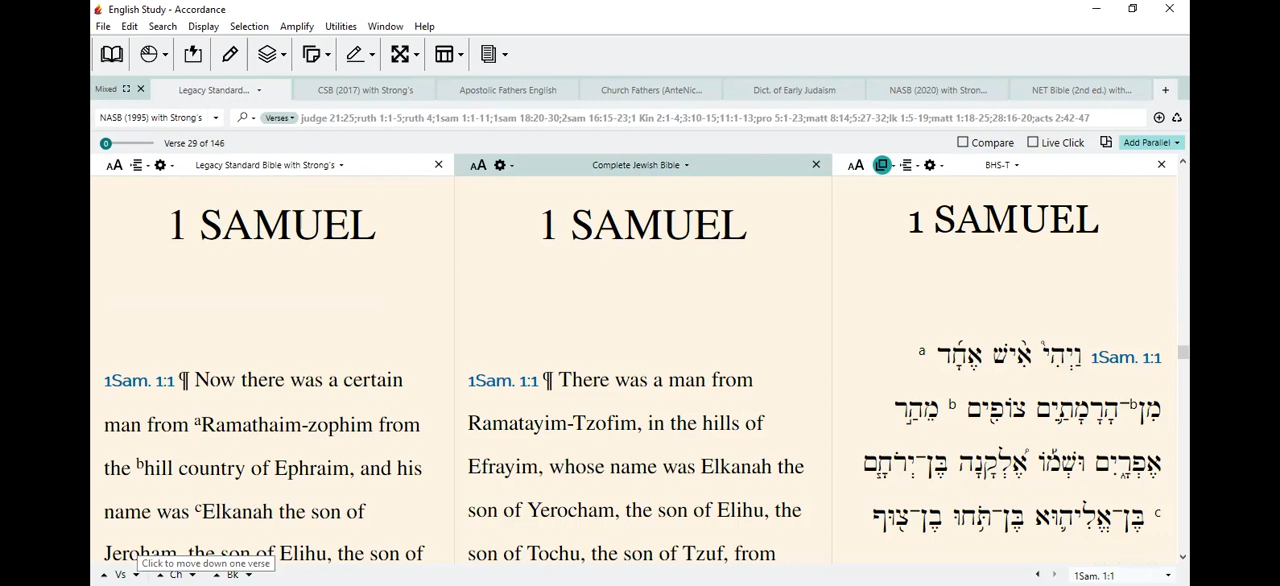 English Study - Accordance
File Edit Search Display Selection Amplify Utilities Window Help
Mixed Legacy Standard... CSB (2017) with Strong's Apostolic Fathers English Church Fathers (AnteNic... Dict. of Early Judaism NASB (2020) with Stron... NET Bible (2nd ed.) with... +
NASB (1995) with Strong's Verses judge 21:25;ruth 1:1-5;ruth 4;1sam 1:1-11;1sam 18:20-30;2sam 16:15-23;1 Kin 2:1-4;3:10-15;11:1-13;pro 5:1-23;matt 8:14;5:27-32;lk 1:5-19;matt 1:18-25;28:16-20;acts 2:42-47
0 Verse 29 of 146 Compare Live Click Add Parallel
AA Legacy Standard Bible with Strong's
1 SAMUEL
1Sam. 1:1 ¶ Now there was a certain
man from aRamathaim-zophim from
the bhill country of Ephraim, and his
name was cElkanah the son of
Jeroham, the son of Elihu, the son of
AA Complete Jewish Bible
1 SAMUEL
1Sam. 1:1 ¶ There was a man from
Ramatayim-Tzofim, in the hills of
Efrayim, whose name was Elkanah the
son of Yerocham, the son of Elihu, the
son of Tochu, the son of Tzuf, from
AA BHS-T
1 SAMUEL
1Sam. 1:1 וַיְהִי֩ אִ֨ישׁ אֶחָ֜ד a
מִן־b הָרָמָתַ֛יִם צוֹפִ֖ים b מֵהַ֣ר
אֶפְרָ֑יִם וּשְׁמ֡וֹ אֶ֠לְקָנָה בֶּן־יְרֹחָ֧ם
בֶּן־אֱלִיה֛וּא בֶּן־תֹּ֥חוּ בֶן־צ֖וּף c
Click to move down one verse
Vs Ch Bk 1Sam. 1:1